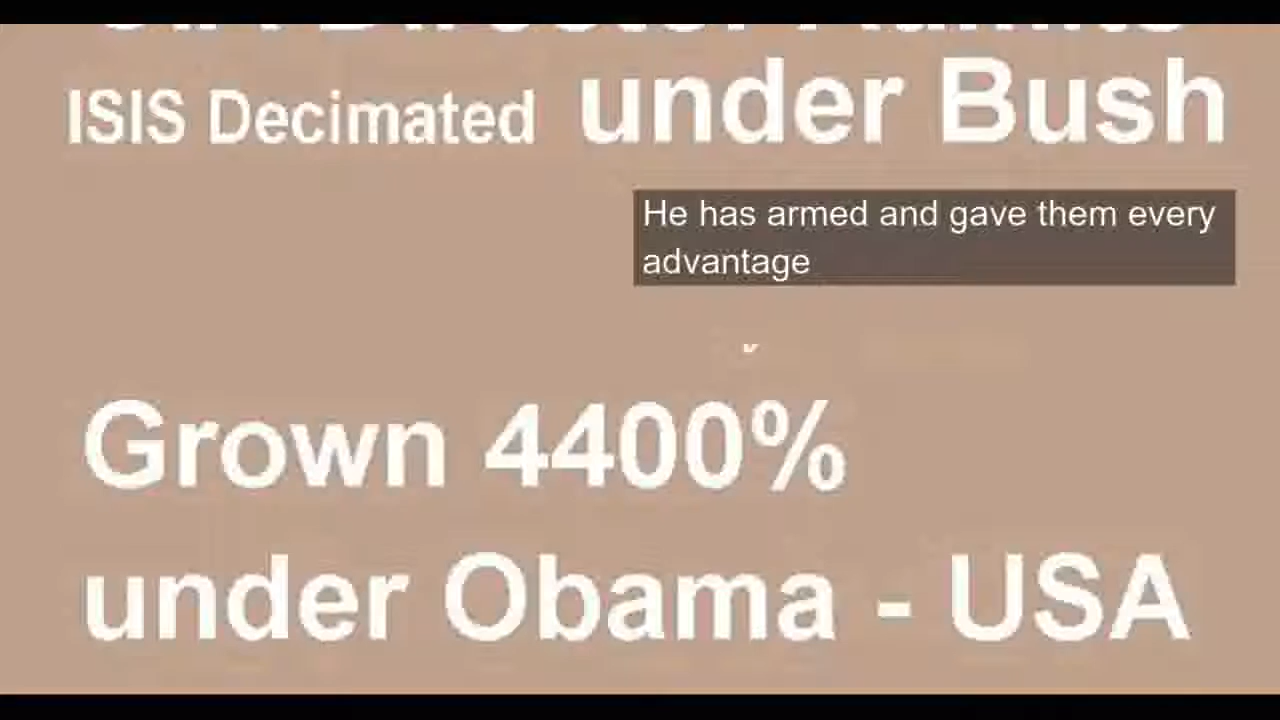 ISIS Decimated under Bush
He has armed and gave them every
advantage
Grown 4400%
under Obama - USA